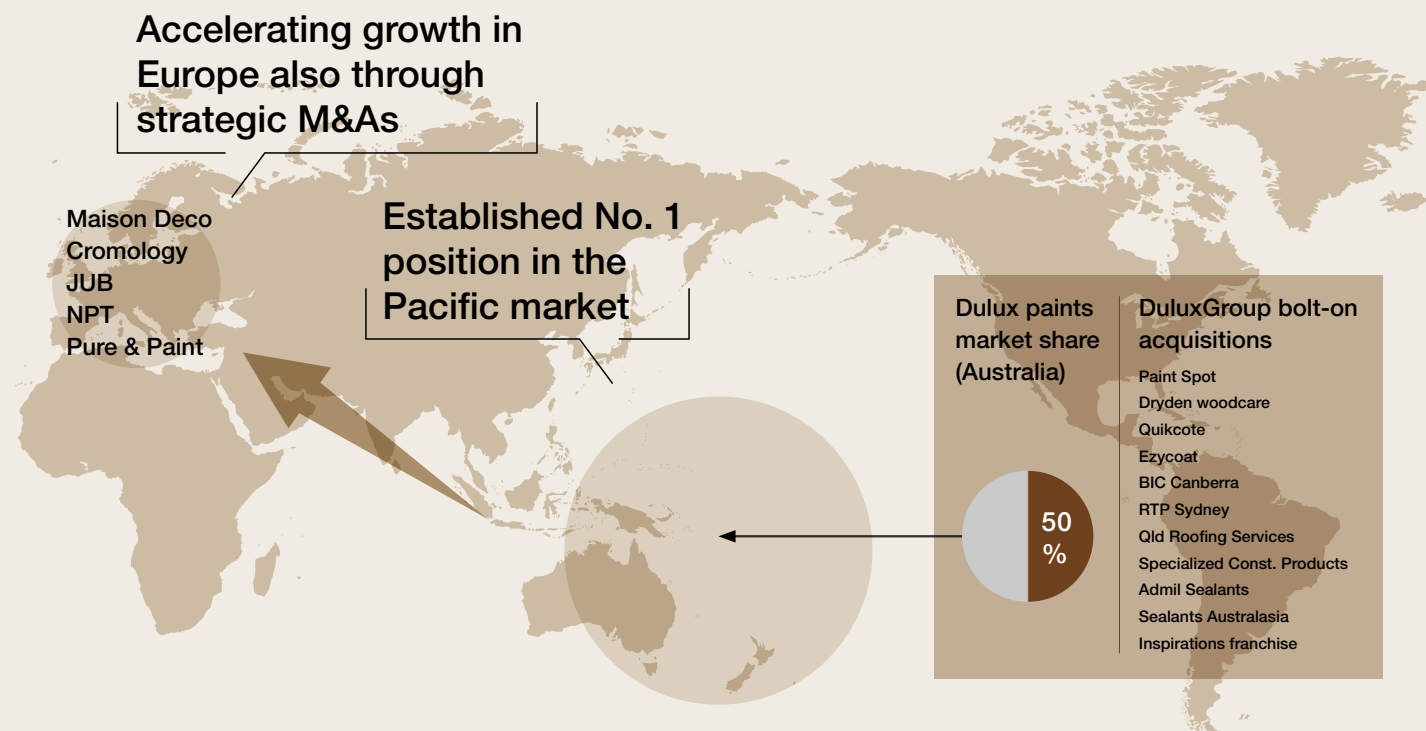 Accelerating growth in
Europe also through
strategic M&As
Maison Deco
Cromology
JUB
NPT
Pure & Paint
Established No. 1
position in the
Pacific market
Dulux paints
market share
(Australia)
50
%
DuluxGroup bolt-on
acquisitions
Paint Spot
Dryden woodcare
Quikcote
Ezycoat
BIC Canberra
RTP Sydney
Qld Roofing Services
Specialized Const. Products
Admil Sealants
Sealants Australasia
Inspirations franchise